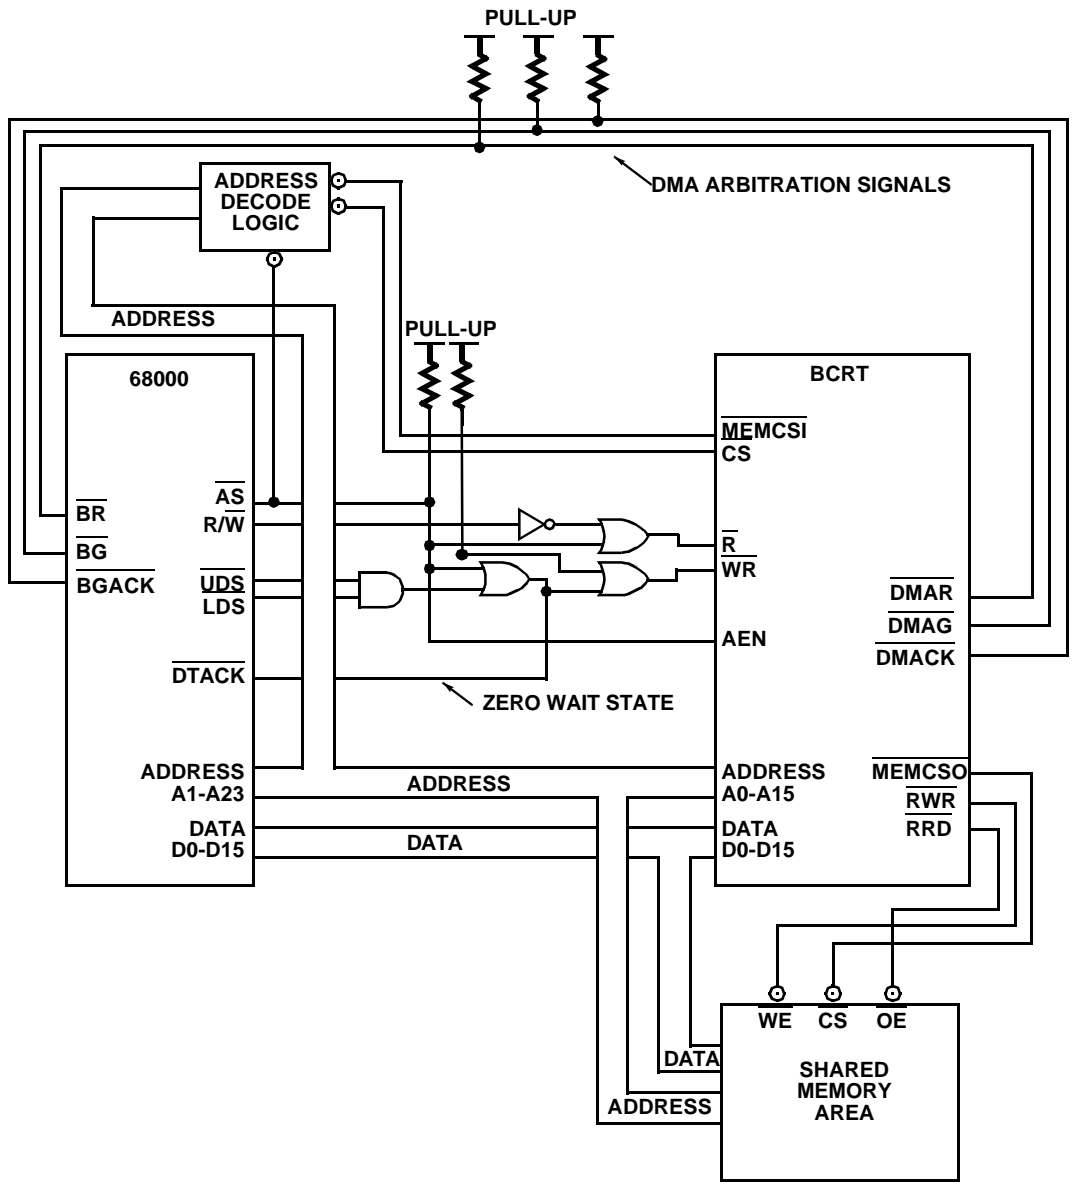 PULL-UP
DMA ARBITRATION SIGNALS
ADDRESS
DECODE
LOGIC
ADDRESS
PULL-UP
68000
AS
R/W
BR
BG
BGACK
UDS
LDS
DTACK
ADDRESS
A1-A23
DATA
D0-D15
ZERO WAIT STATE
ADDRESS
DATA
BCRT
MEMCSI
CS
R
WR
AEN
DMAR
DMAG
DMACK
ADDRESS
A0-A15
DATA
D0-D15
MEMCSO
RWR
RRD
WE CS OE
SHARED
MEMORY
AREA
DATA
ADDRESS